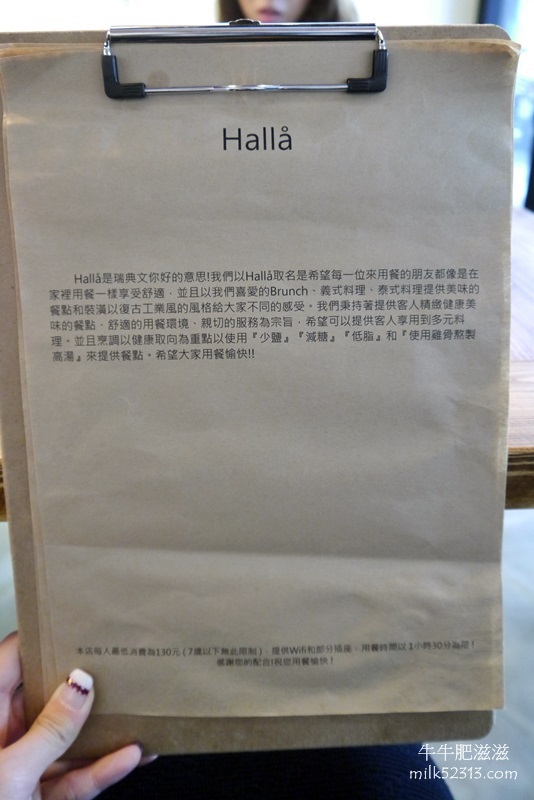 Hallå
Hallå是瑞典文你好的意思!我們以Hallå取名是希望每一位來用餐的朋友都像是在
家裡用餐一樣享受舒適，並且以我們喜愛的Brunch、義式料理、泰式料理提供美味的
餐點和裝潢以復古工業風的風格給大家不同的感受。我們秉持著提供客人精緻健康美
味的餐點、舒適的用餐環境、親切的服務為宗旨，希望可以提供客人享用到多元料
理。並且烹調以健康取向為重點以使用『少鹽』『減糖』『低脂』和『使用雞骨熬製
高湯』來提供餐點。希望大家用餐愉快!!
本店每人最低消費為130元 ( 7歲以下無此限制 )，提供Wifi和部分插座，用餐時間以 1小時30分為限 !
感謝您的配合!祝您用餐愉快 !
牛牛肥滋滋
milk52313.com